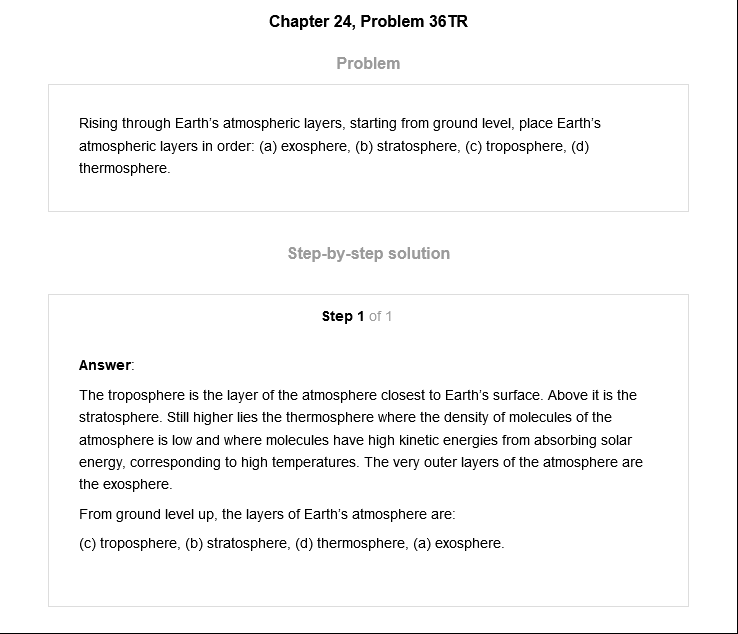 Chapter 24, Problem 36TR
Problem
Rising through Earth's atmospheric layers, starting from ground level, place Earth's
atmospheric layers in order: (a) exosphere, (b) stratosphere, (c) troposphere, (d)
thermosphere.
Step-by-step solution
Step 1 of 1
Answer:
The troposphere is the layer of the atmosphere closest to Earth's surface. Above it is the
stratosphere. Still higher lies the thermosphere where the density of molecules of the
atmosphere is low and where molecules have high kinetic energies from absorbing solar
energy, corresponding to high temperatures. The very outer layers of the atmosphere are
the exosphere.
From ground level up, the layers of Earth's atmosphere are:
(c) troposphere, (b) stratosphere, (d) thermosphere, (a) exosphere.